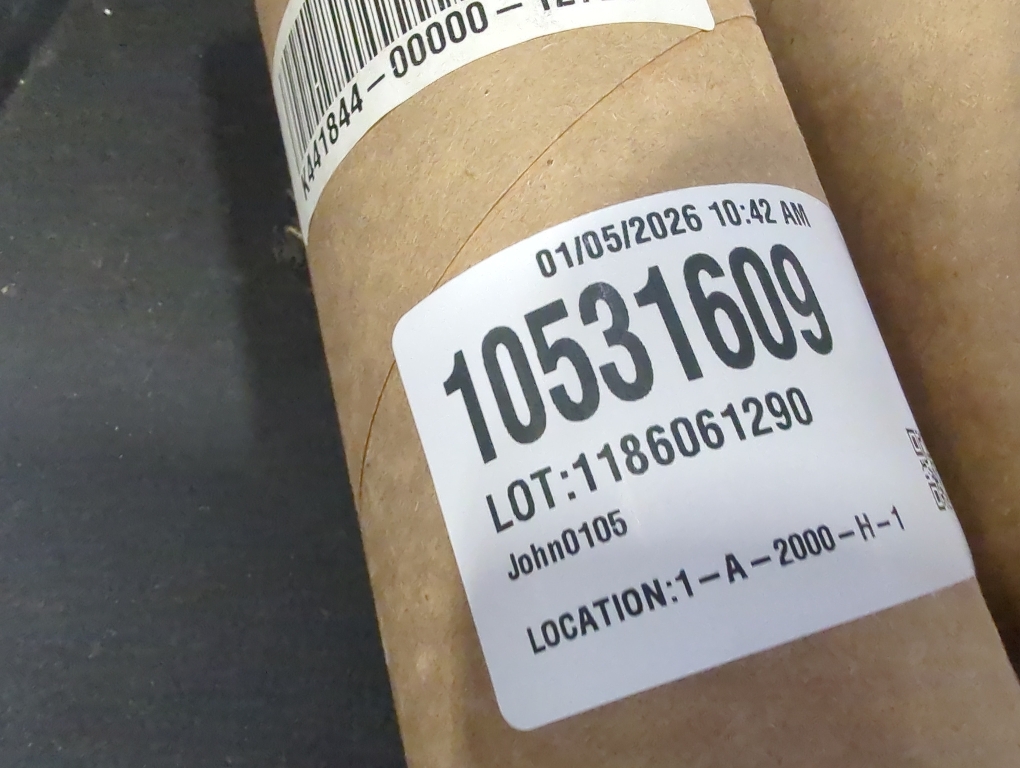 K441844-00000-
01/05/2026 10:42 AM
10531609
LOT:1186061290
John0105
LOCATION:1-A-2000-H-1